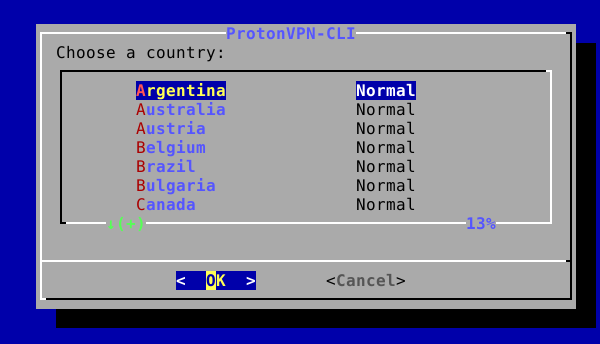 ProtonVPN-CLI
Choose a country:
Argentina Normal
Australia Normal
Austria Normal
Belgium Normal
Brazil Normal
Bulgaria Normal
Canada Normal
↓(+) 13%
< OK > <Cancel>